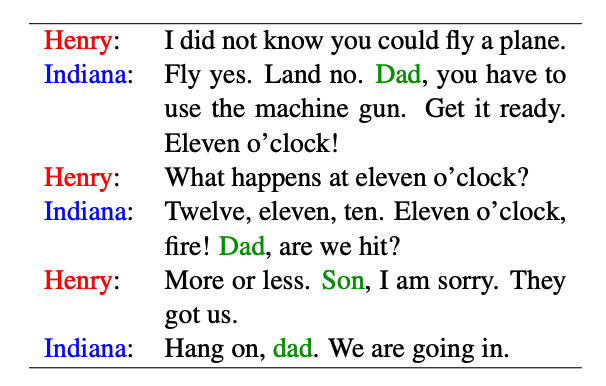 Henry: I did not know you could fly a plane.
Indiana: Fly yes. Land no. Dad, you have to
use the machine gun. Get it ready.
Eleven o’clock!
Henry: What happens at eleven o’clock?
Indiana: Twelve, eleven, ten. Eleven o’clock,
fire! Dad, are we hit?
Henry: More or less. Son, I am sorry. They
got us.
Indiana: Hang on, dad. We are going in.